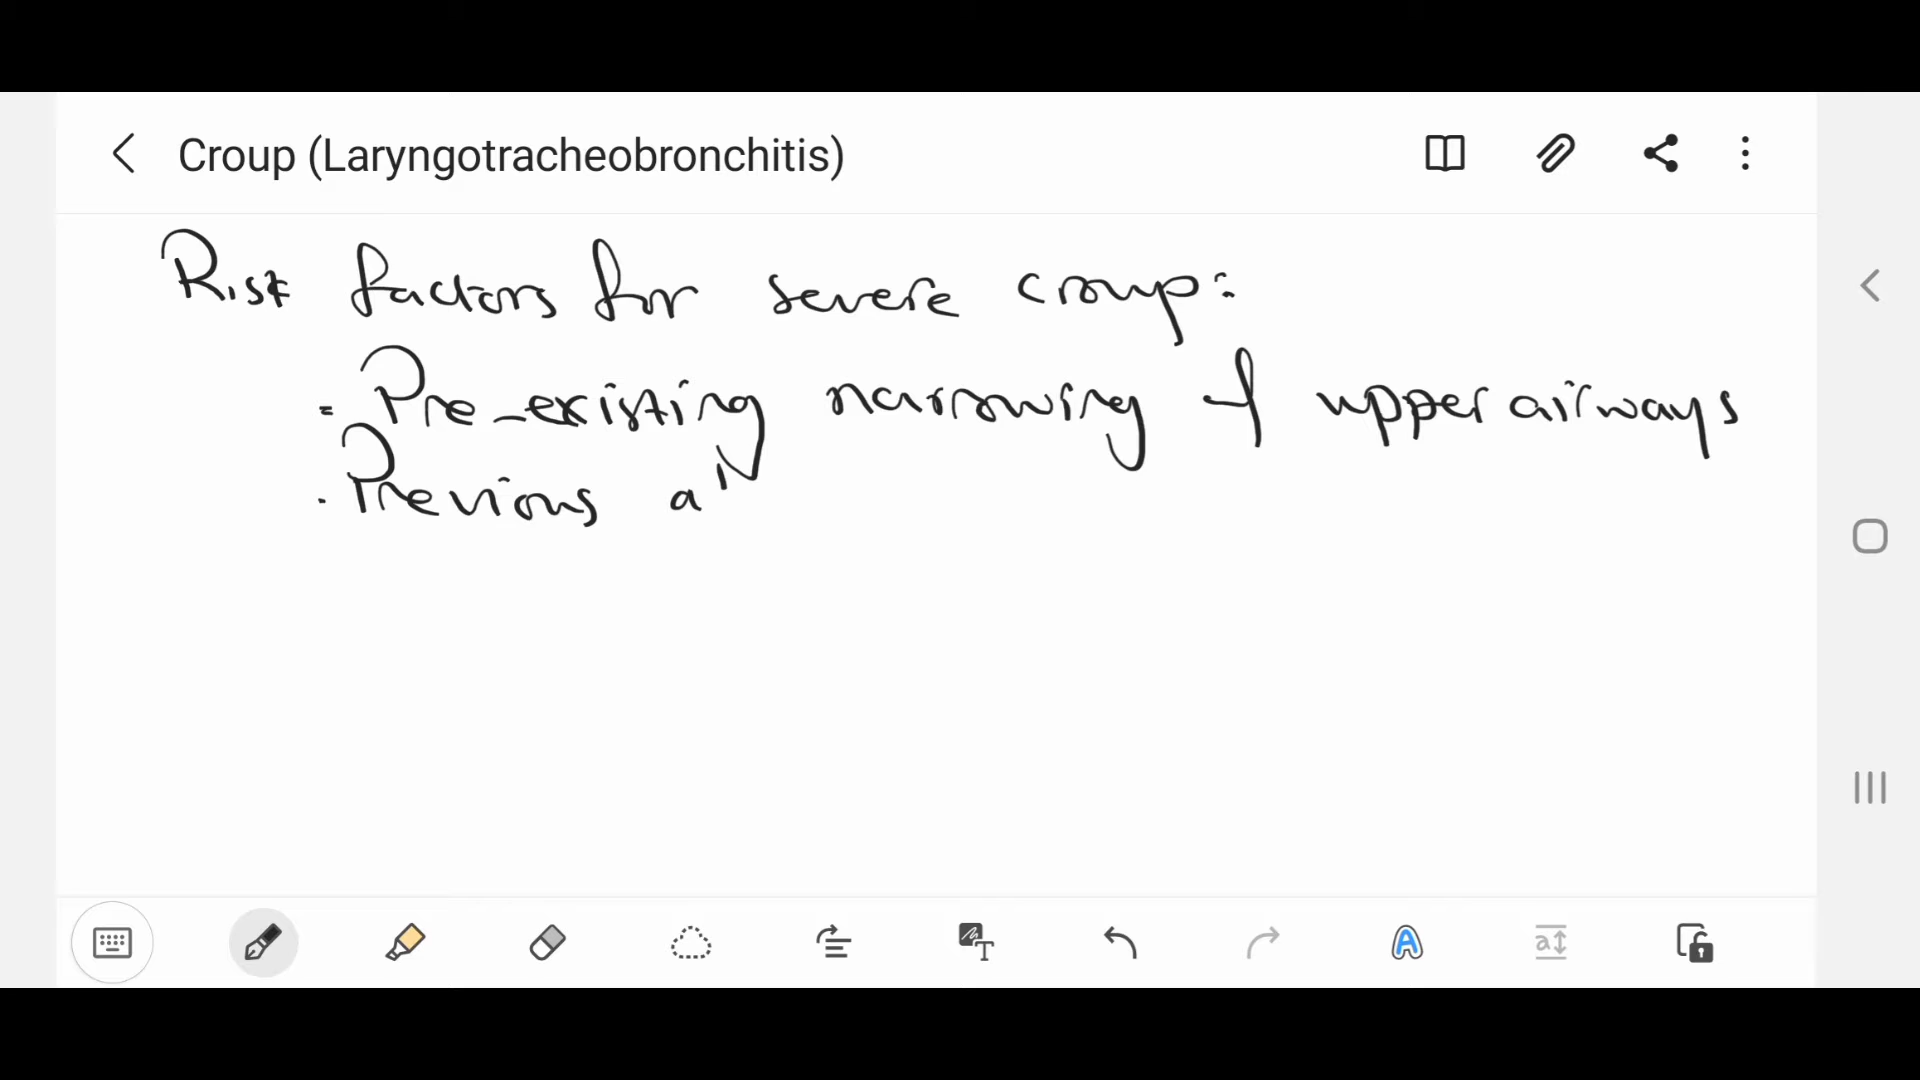 Croup (Laryngotracheobronchitis)
Risk factors for severe croup:
- Pre-existing narrowing of upper airways
- Previous a